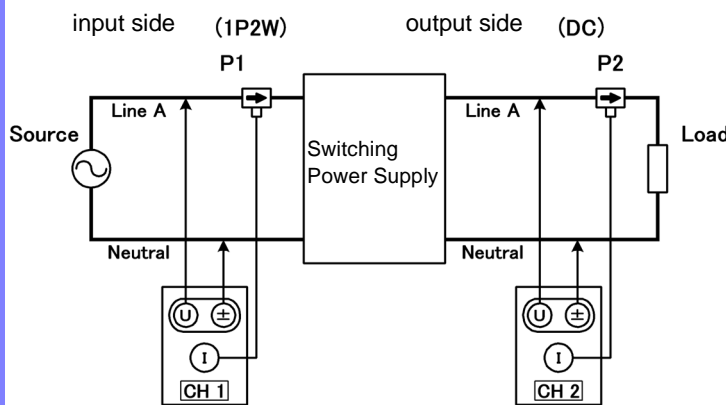 input side (1P2W) output side (DC)
P1 P2
Line A Line A
Source Load
Switching
Power Supply
Neutral Neutral
U ± U ±
I I
CH 1 CH 2